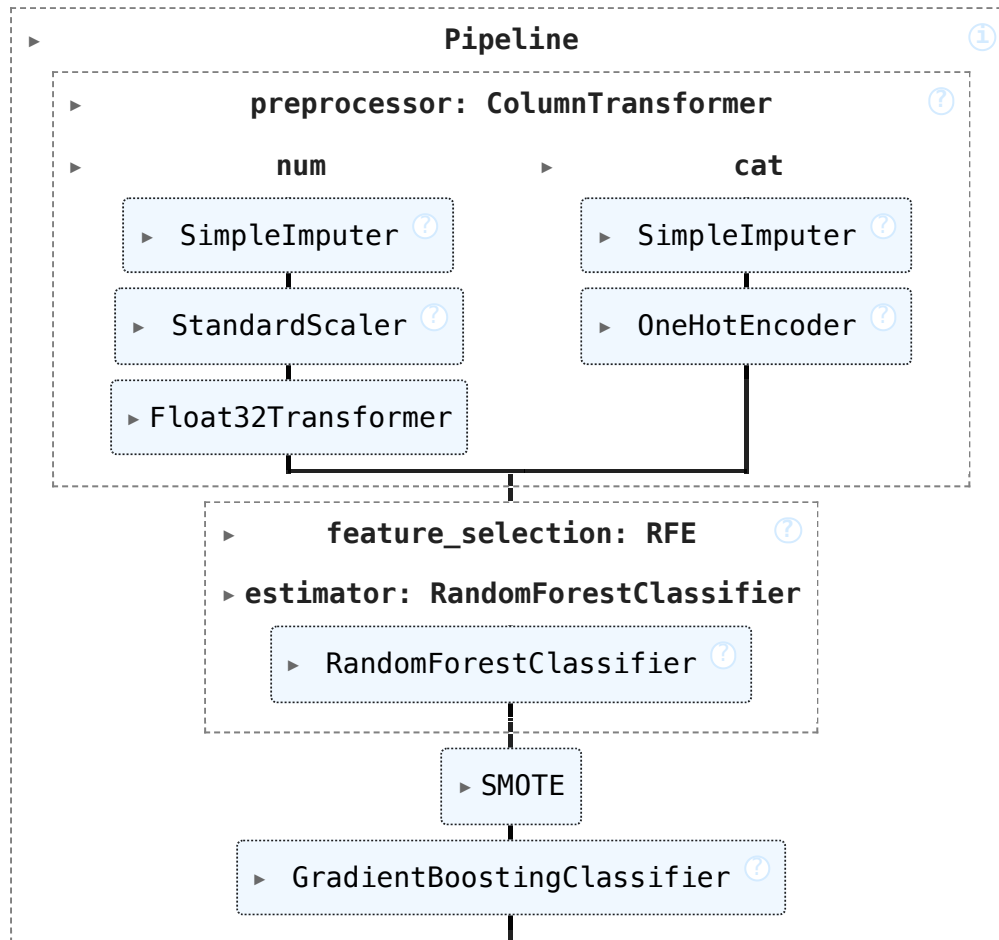 Pipeline i
preprocessor: ColumnTransformer ?
num cat
SimpleImputer ? SimpleImputer ?
StandardScaler ? OneHotEncoder ?
Float32Transformer
feature_selection: RFE ?
estimator: RandomForestClassifier
RandomForestClassifier ?
SMOTE
GradientBoostingClassifier ?